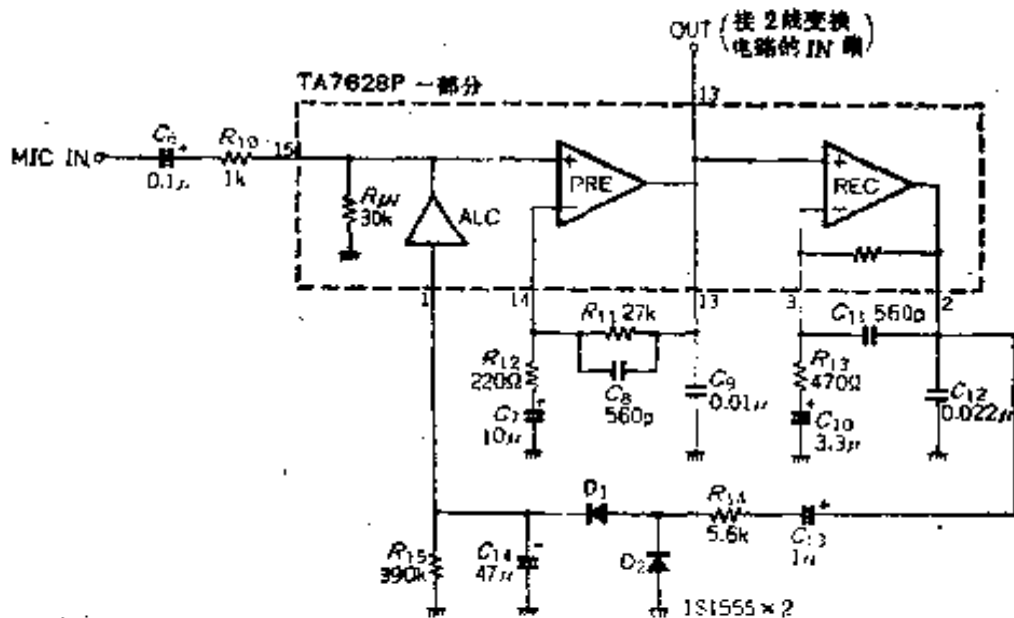 OUT (接2线变换
电路的IN端)
TA7628P 一部分
13
MIC IN
C6
+
0.1μ
R10
1k
15
RIN
30k
ALC
+
PRE
−
+
REC
−
1
14
13
3
2
R11 27k
C8
560p
R12
220Ω
C7
+
10μ
C9
0.01μ
R13
470Ω
C10
+
3.3μ
C11 560p
C12
0.022μ
D1
R14
5.6k
C13
+
1μ
R15
390k
C14
47μ
D2
1S1555×2